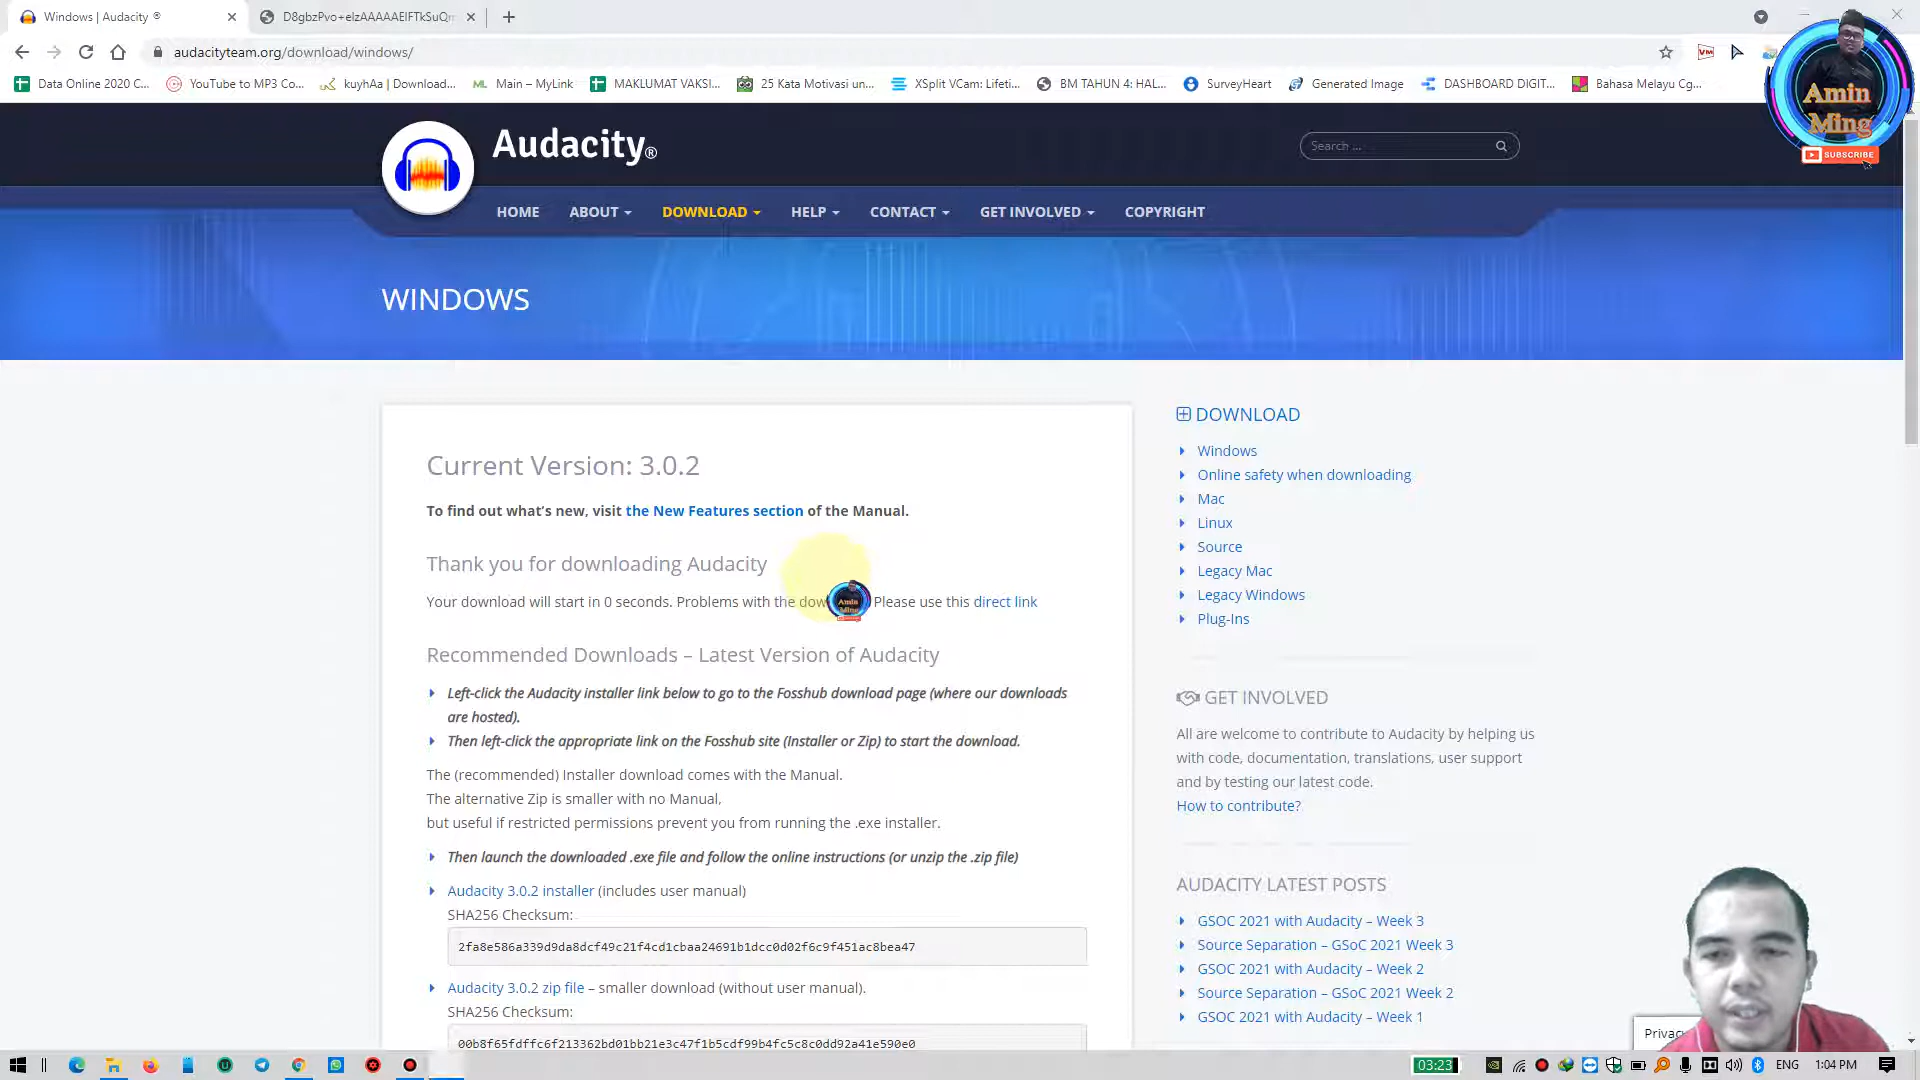 Windows | Audacity ®
D8gbzPvo+elzAAAAAElFTkSuQm
audacityteam.org/download/windows/
Data Online 2020 C...
YouTube to MP3 Co...
kuyhAa | Download...
Main – MyLink
MAKLUMAT VAKSI...
25 Kata Motivasi un...
XSplit VCam: Lifeti...
BM TAHUN 4: HAL...
SurveyHeart
Generated Image
DASHBOARD DIGIT...
Bahasa Melayu Cg...
Amin
Ming
SUBSCRIBE
Audacity®
Search ...
HOME
ABOUT
DOWNLOAD
HELP
CONTACT
GET INVOLVED
COPYRIGHT
WINDOWS
Current Version: 3.0.2
To find out what's new, visit the New Features section of the Manual.
Thank you for downloading Audacity
Your download will start in 0 seconds. Problems with the dow Please use this direct link
Recommended Downloads – Latest Version of Audacity
Left-click the Audacity installer link below to go to the Fosshub download page (where our downloads
are hosted).
Then left-click the appropriate link on the Fosshub site (Installer or Zip) to start the download.
The (recommended) Installer download comes with the Manual.
The alternative Zip is smaller with no Manual,
but useful if restricted permissions prevent you from running the .exe installer.
Then launch the downloaded .exe file and follow the online instructions (or unzip the .zip file)
Audacity 3.0.2 installer (includes user manual)
SHA256 Checksum:
2fa8e586a339d9da8dcf49c21f4cd1cbaa24691b1dcc0d02f6c9f451ac8bea47
Audacity 3.0.2 zip file – smaller download (without user manual).
SHA256 Checksum:
00b8f65fdffc6f213362bd01bb21e3c47f1b5cdf99b4fc5c8c0dd92a41e590e0
DOWNLOAD
Windows
Online safety when downloading
Mac
Linux
Source
Legacy Mac
Legacy Windows
Plug-Ins
GET INVOLVED
All are welcome to contribute to Audacity by helping us
with code, documentation, translations, user support
and by testing our latest code.
How to contribute?
AUDACITY LATEST POSTS
GSOC 2021 with Audacity – Week 3
Source Separation – GSoC 2021 Week 3
GSOC 2021 with Audacity – Week 2
Source Separation – GSoC 2021 Week 2
GSOC 2021 with Audacity – Week 1
Privacy
03:23
ENG
1:04 PM